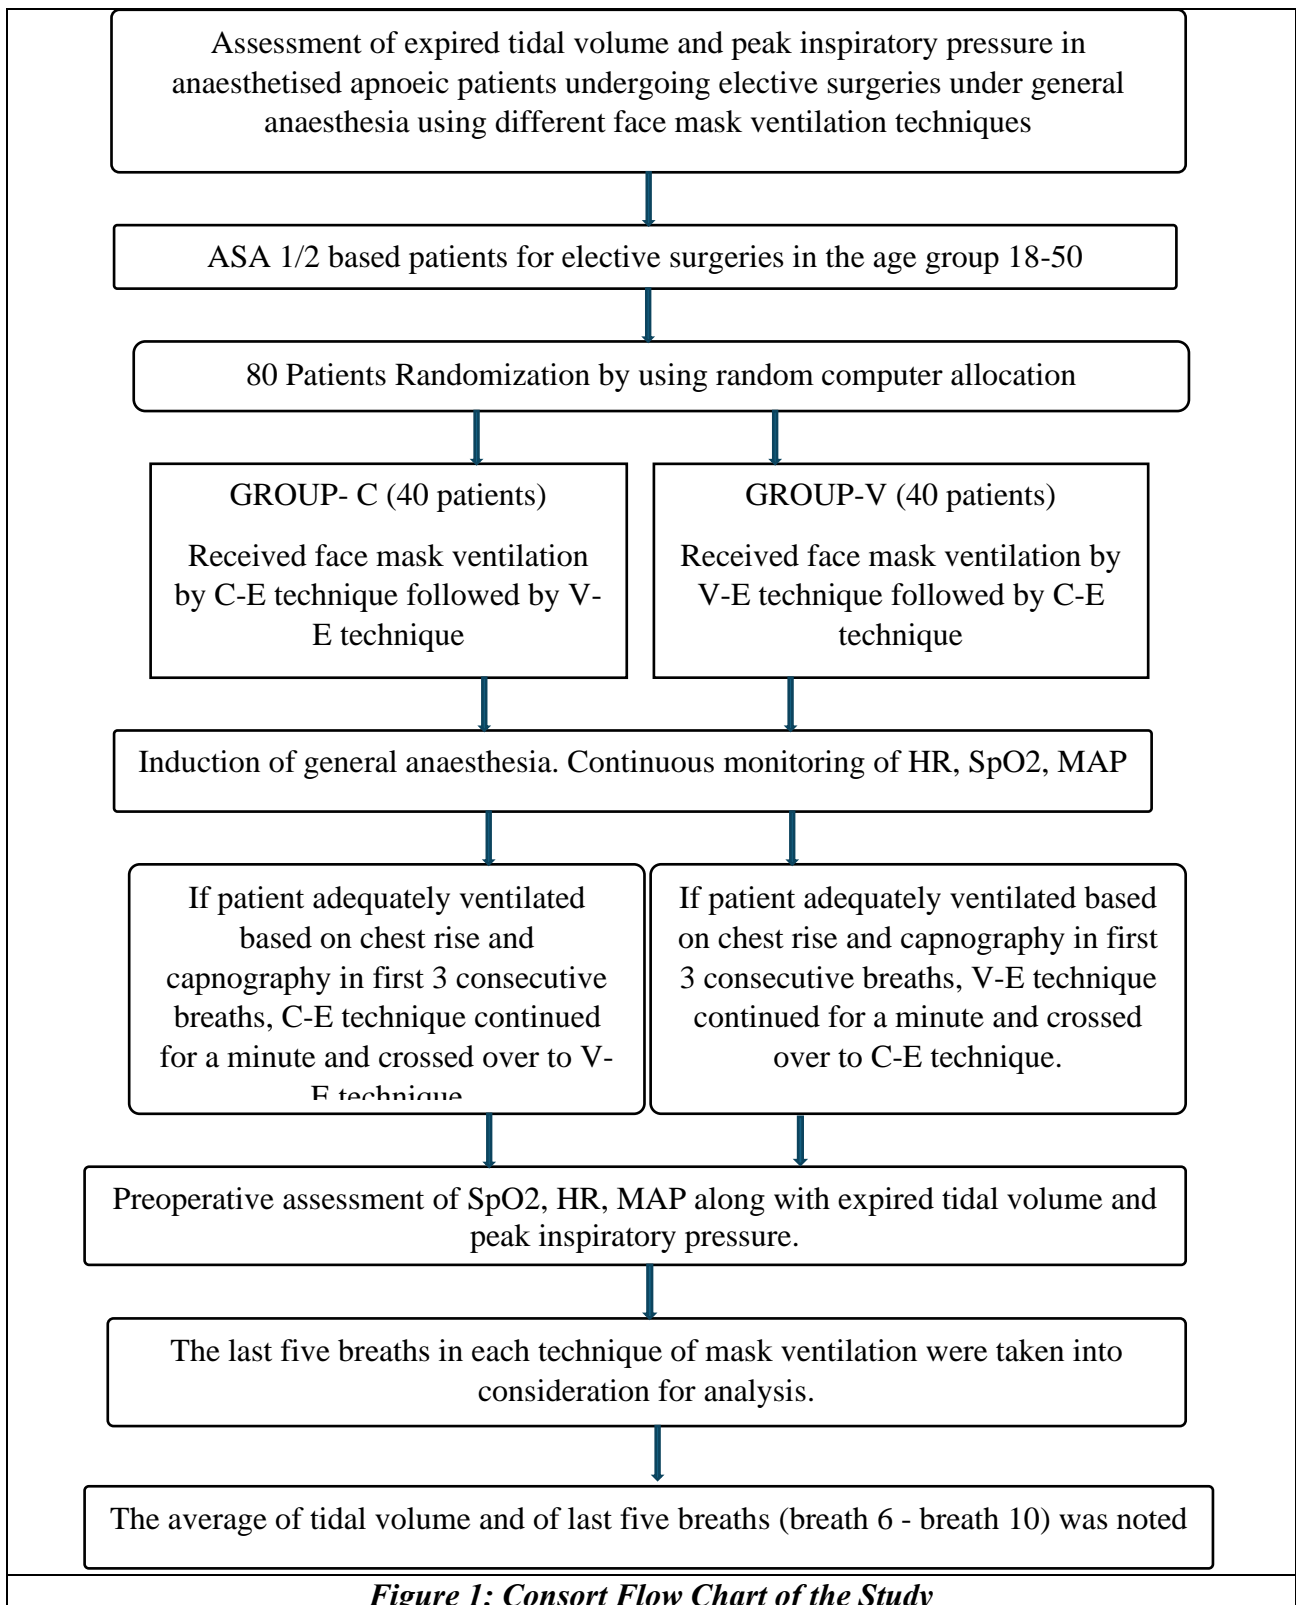 Assessment of expired tidal volume and peak inspiratory pressure in
anaesthetised apnoeic patients undergoing elective surgeries under general
anaesthesia using different face mask ventilation techniques
ASA 1/2 based patients for elective surgeries in the age group 18-50
80 Patients Randomization by using random computer allocation
GROUP- C (40 patients)
Received face mask ventilation
by C-E technique followed by V-
E technique
GROUP-V (40 patients)
Received face mask ventilation by
V-E technique followed by C-E
technique
Induction of general anaesthesia. Continuous monitoring of HR, SpO2, MAP
If patient adequately ventilated
based on chest rise and
capnography in first 3 consecutive
breaths, C-E technique continued
for a minute and crossed over to V-
E technique
If patient adequately ventilated based
on chest rise and capnography in first
3 consecutive breaths, V-E technique
continued for a minute and crossed
over to C-E technique.
Preoperative assessment of SpO2, HR, MAP along with expired tidal volume and
peak inspiratory pressure.
The last five breaths in each technique of mask ventilation were taken into
consideration for analysis.
The average of tidal volume and of last five breaths (breath 6 - breath 10) was noted
Figure 1: Consort Flow Chart of the Study